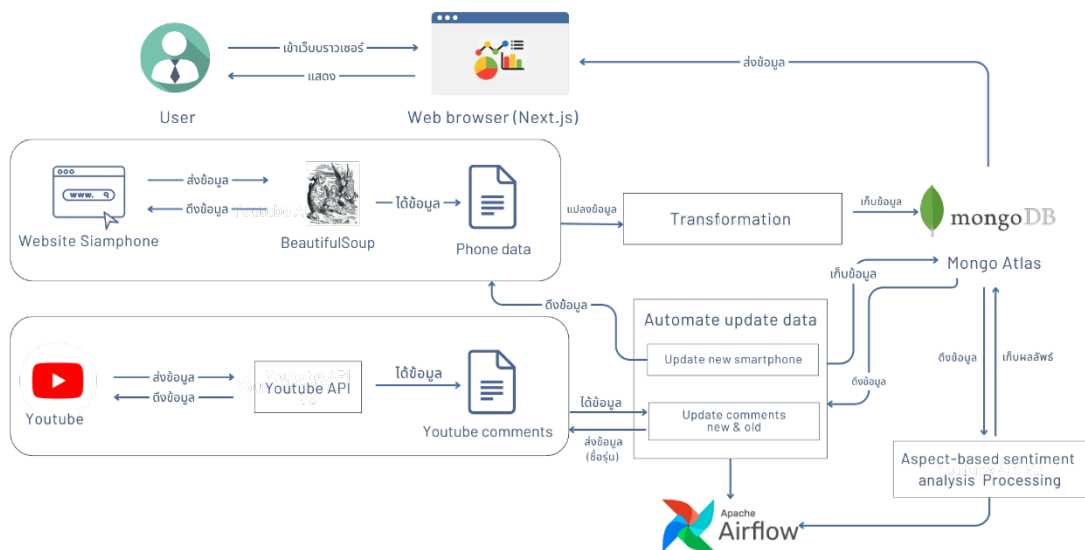 เข้าเว็บบราวเซอร์
แสดง
ส่งข้อมูล
User
Web browser (Next.js)
www.
ส่งข้อมูล
ดึงข้อมูล
ได้ข้อมูล
Website Siamphone
BeautifulSoup
Phone data
แปลงข้อมูล
Transformation
เก็บข้อมูล
mongoDB
Mongo Atlas
เก็บข้อมูล
ดึงข้อมูล
Automate update data
Update new smartphone
ดึงข้อมูล
ดึงข้อมูล
เก็บผลลัพธ์
ส่งข้อมูล
ดึงข้อมูล
Youtube API
ได้ข้อมูล
Youtube
Youtube comments
ได้ข้อมูล
ส่งข้อมูล
(ชื่อรุ่น)
Update comments
new & old
Aspect-based sentiment
analysis Processing
Apache
Airflow